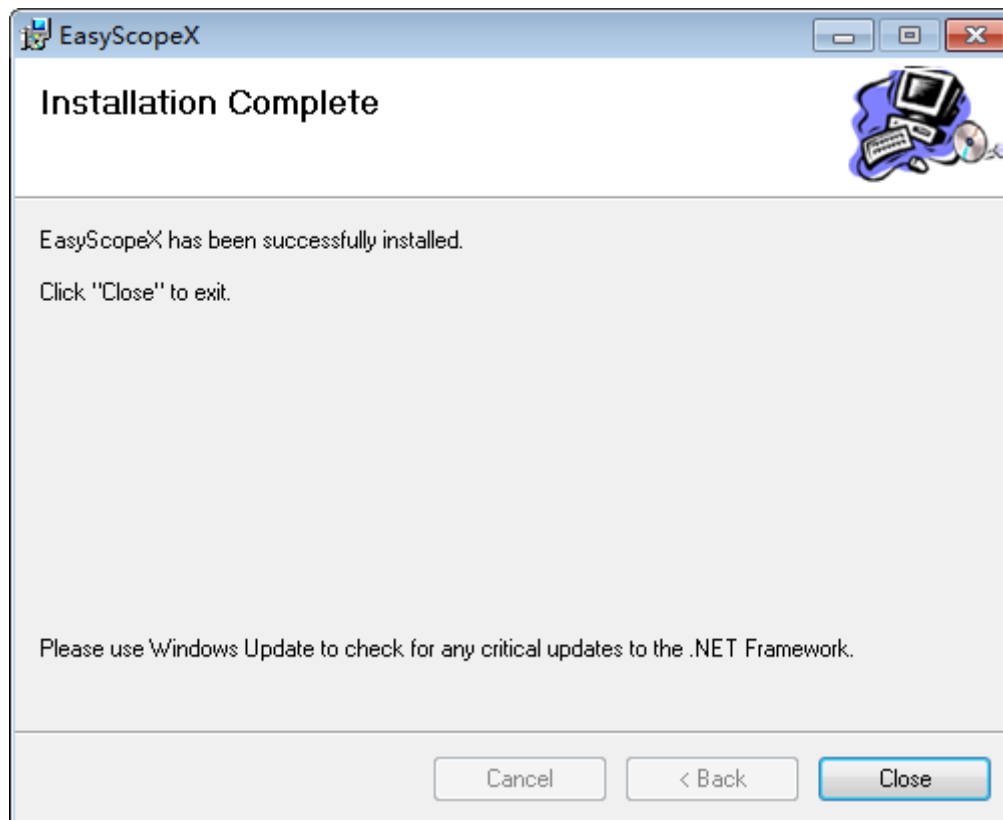 EasyScopeX
Installation Complete
EasyScopeX has been successfully installed.
Click "Close" to exit.
Please use Windows Update to check for any critical updates to the .NET Framework.
Cancel
< Back
Close